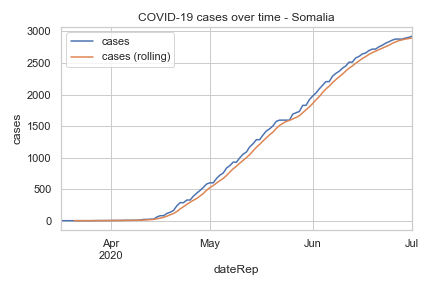 COVID-19 cases over time - Somalia
cases
cases (rolling)
3000
2500
2000
1500
1000
500
0
cases
Apr
2020
May
Jun
Jul
dateRep